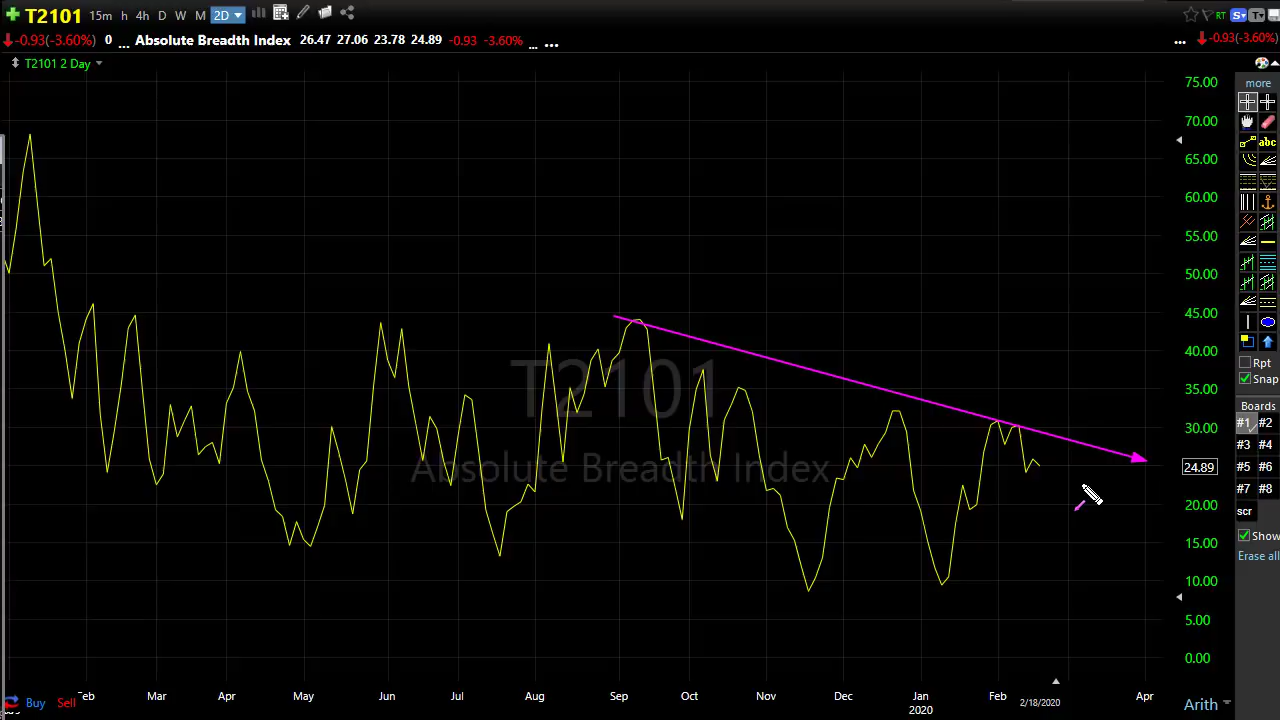 T2101 15m h 4h D W M 2D RT S T
-0.93(-3.60%) 0 ... Absolute Breadth Index 26.47 27.06 23.78 24.89 -0.93 -3.60% ... ... ... -0.93(-3.60%)
T2101 2 Day
more
abc
75.00
70.00
65.00
60.00
55.00
50.00
45.00
40.00
35.00
30.00
24.89
20.00
15.00
10.00
5.00
0.00
T2101
Absolute Breadth Index
Rpt
Snap
Boards
#1 #2
#3 #4
#5 #6
#7 #8
scr
Show
Erase all
Feb Mar Apr May Jun Jul Aug Sep Oct Nov Dec Jan Feb Apr
2020 2/18/2020
Buy Sell
Arith